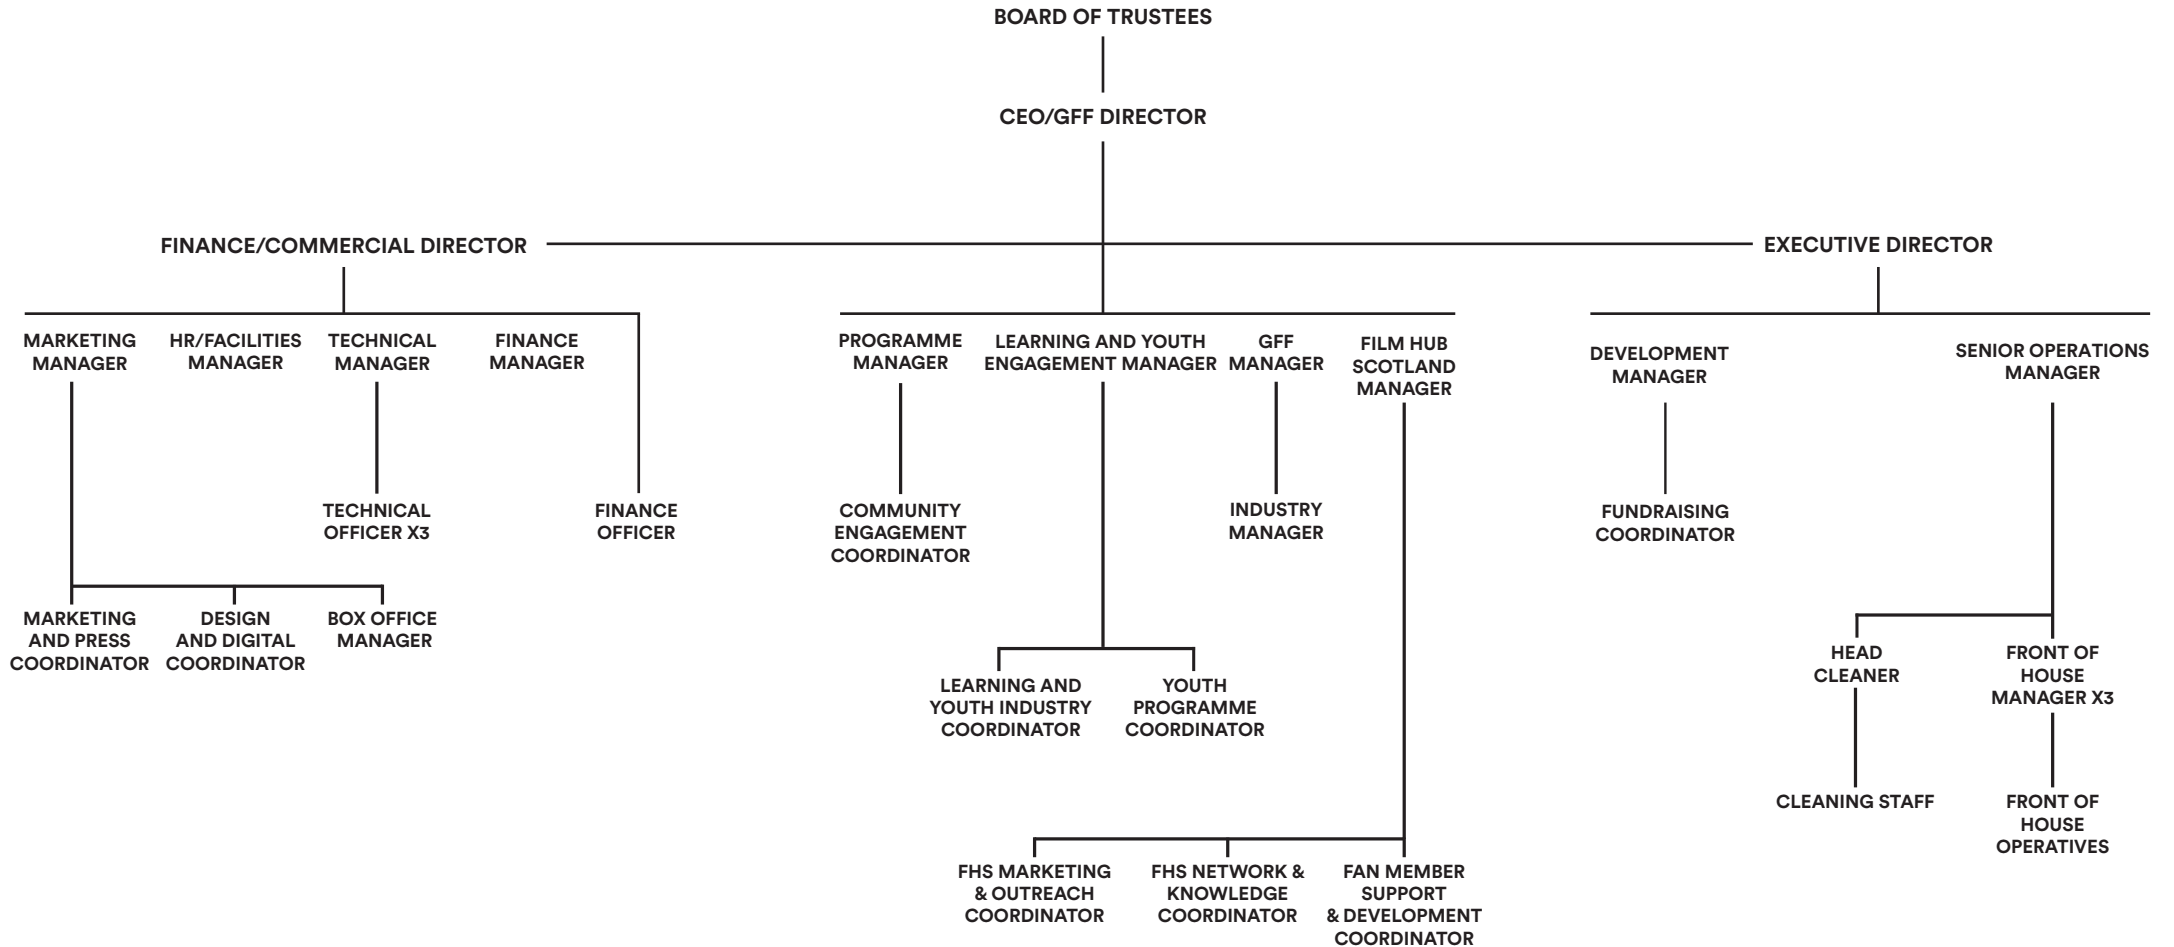 BOARD OF TRUSTEES
CEO/GFF DIRECTOR
FINANCE/COMMERCIAL DIRECTOR
EXECUTIVE DIRECTOR
MARKETING
MANAGER
HR/FACILITIES
MANAGER
TECHNICAL
MANAGER
FINANCE
MANAGER
PROGRAMME
MANAGER
LEARNING AND YOUTH
ENGAGEMENT MANAGER
GFF
MANAGER
FILM HUB
SCOTLAND
MANAGER
DEVELOPMENT
MANAGER
SENIOR OPERATIONS
MANAGER
TECHNICAL
OFFICER X3
FINANCE
OFFICER
COMMUNITY
ENGAGEMENT
COORDINATOR
INDUSTRY
MANAGER
FUNDRAISING
COORDINATOR
MARKETING
AND PRESS
COORDINATOR
DESIGN
AND DIGITAL
COORDINATOR
BOX OFFICE
MANAGER
LEARNING AND
YOUTH INDUSTRY
COORDINATOR
YOUTH
PROGRAMME
COORDINATOR
HEAD
CLEANER
FRONT OF
HOUSE
MANAGER X3
CLEANING STAFF
FRONT OF
HOUSE
OPERATIVES
FHS MARKETING
& OUTREACH
COORDINATOR
FHS NETWORK &
KNOWLEDGE
COORDINATOR
FAN MEMBER
SUPPORT
& DEVELOPMENT
COORDINATOR